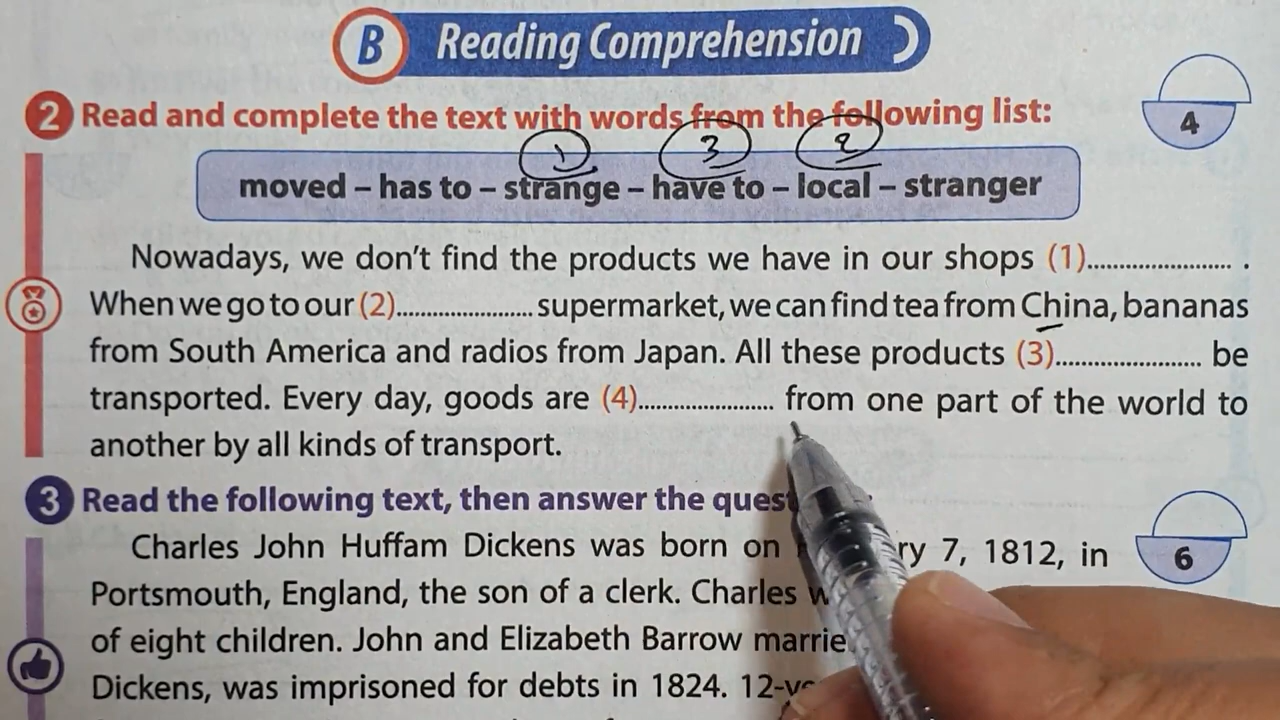 B Reading Comprehension
2 Read and complete the text with words from the following list:
4
1 3 2
moved – has to – strange – have to – local – stranger
Nowadays, we don't find the products we have in our shops (1)........................ .
When we go to our (2)....................... supermarket, we can find tea from China, bananas
from South America and radios from Japan. All these products (3)........................ be
transported. Every day, goods are (4)....................... from one part of the world to
another by all kinds of transport.
3 Read the following text, then answer the
Charles John Huffam Dickens was born on 7, 1812, in
6
Portsmouth, England, the son of a clerk. Charles
of eight children. John and Elizabeth Barrow
Dickens, was imprisoned for debts in 1824.